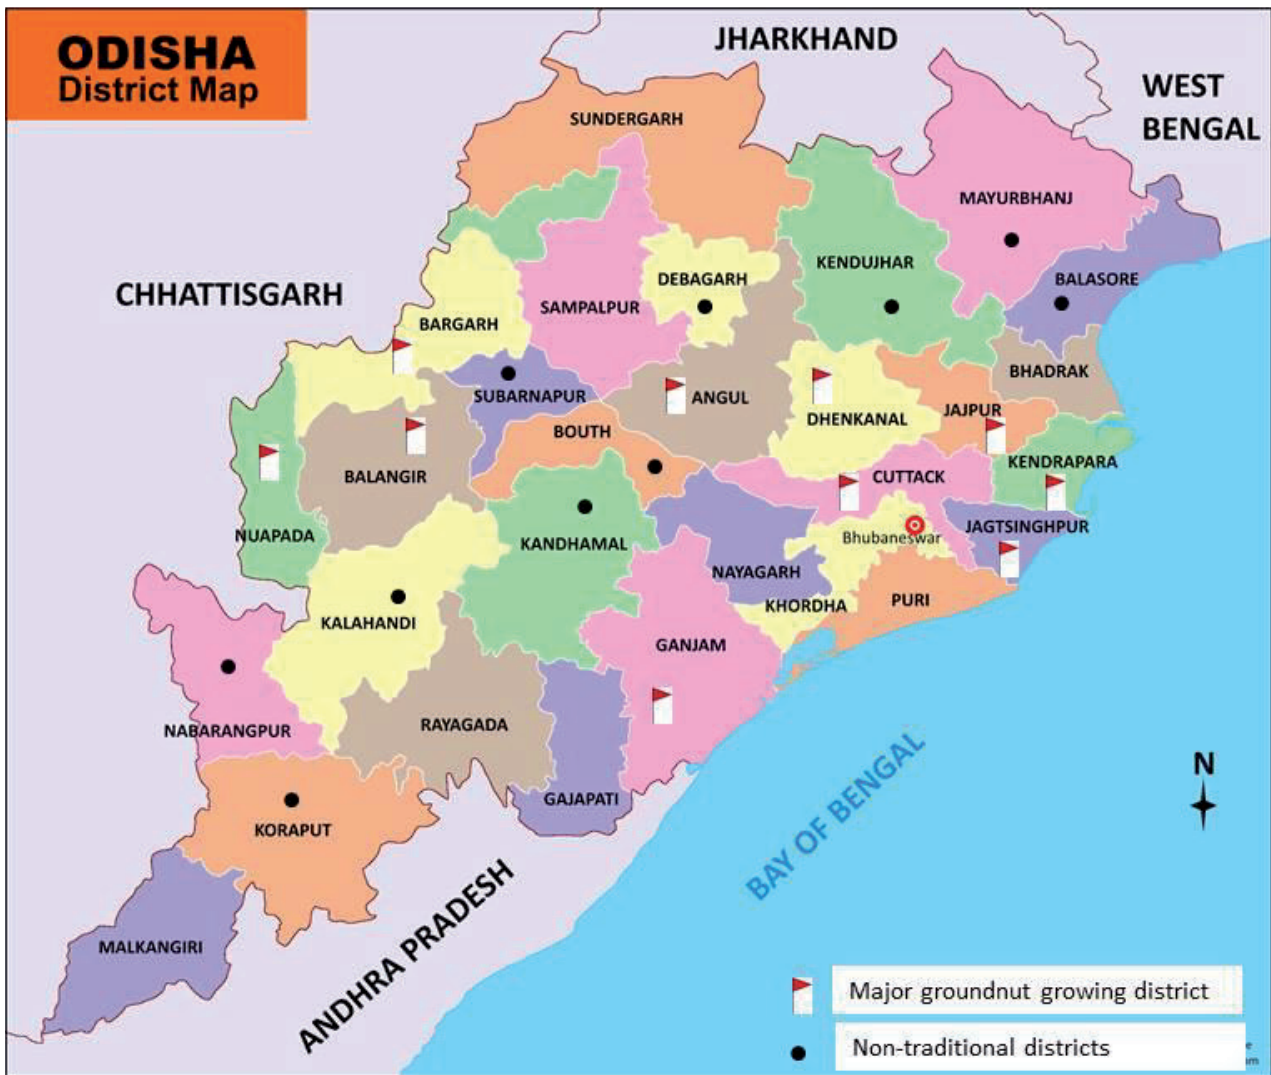 ODISHA
District Map
JHARKHAND
WEST
BENGAL
SUNDERGARH
MAYURBHANJ
KENDUJHAR
DEBAGARH
BALASORE
CHHATTISGARH
SAMPALPUR
BARGARH
BHADRAK
SUBARNAPUR
ANGUL
JAJPUR
DHENKANAL
BOUTH
KENDRAPARA
BALANGIR
CUTTACK
JAGTSINGHPUR
NUAPADA
Bhubaneswar
KANDHAMAL
NAYAGARH
PURI
KHORDHA
KALAHANDI
GANJAM
RAYAGADA
NABARANGPUR
N
GAJAPATI
BAY OF BENGAL
KORAPUT
MALKANGIRI
ANDHRA PRADESH
Major groundnut growing district
Non-traditional districts